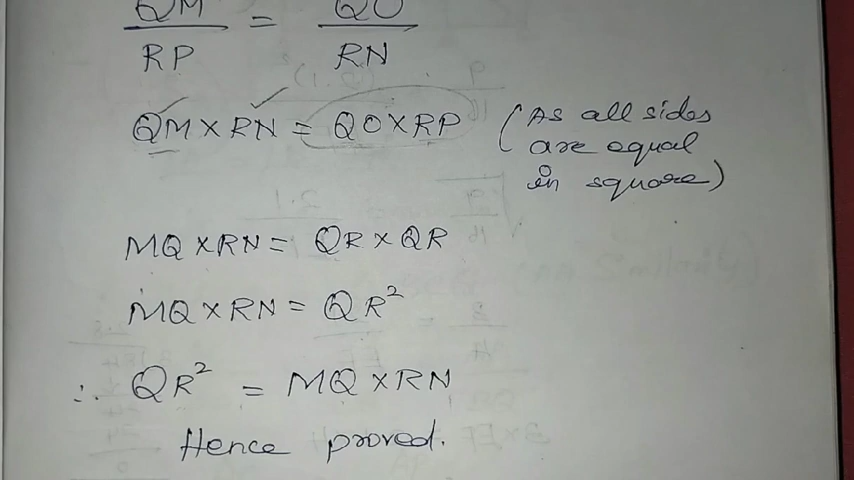 QM = QO
RP RN
QM × RN = QO × RP (As all sides
are equal
in square)
MQ × RN = QR × QR
MQ × RN = QR²
∴ QR² = MQ × RN
Hence proved.